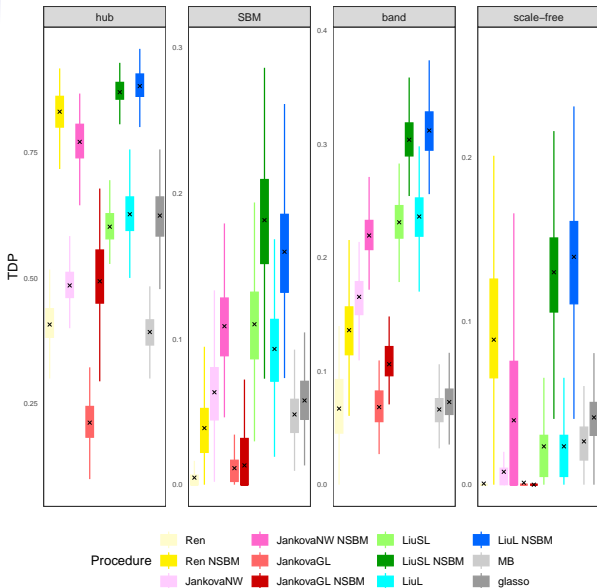 hub SBM band scale-free
TDP
0.75
0.50
0.25
0.3
0.2
0.1
0.0
0.4
0.3
0.2
0.1
0.0
0.2
0.1
0.0
Procedure
Ren JankovaNW NSBM LiuSL LiuL NSBM
Ren NSBM JankovaGL LiuSL NSBM MB
JankovaNW JankovaGL NSBM LiuL glasso